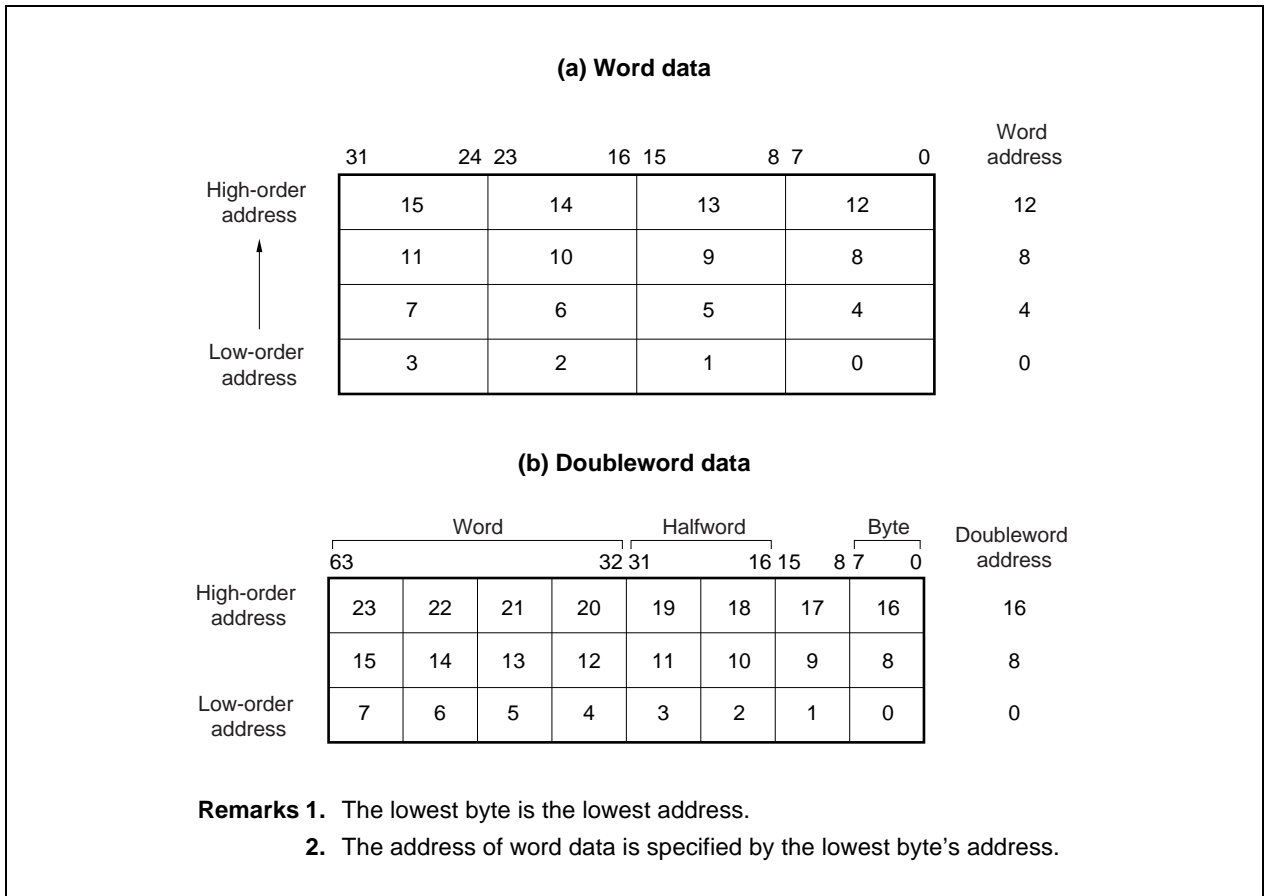 (a) Word data
Word
address
31 24 23 16 15 8 7 0
High-order
address
15 14 13 12 12
11 10 9 8 8
7 6 5 4 4
Low-order
address
3 2 1 0 0
(b) Doubleword data
Word Halfword Byte
Doubleword
address
63 32 31 16 15 8 7 0
High-order
address
23 22 21 20 19 18 17 16 16
15 14 13 12 11 10 9 8 8
Low-order
address
7 6 5 4 3 2 1 0 0
Remarks 1. The lowest byte is the lowest address.
2. The address of word data is specified by the lowest byte's address.